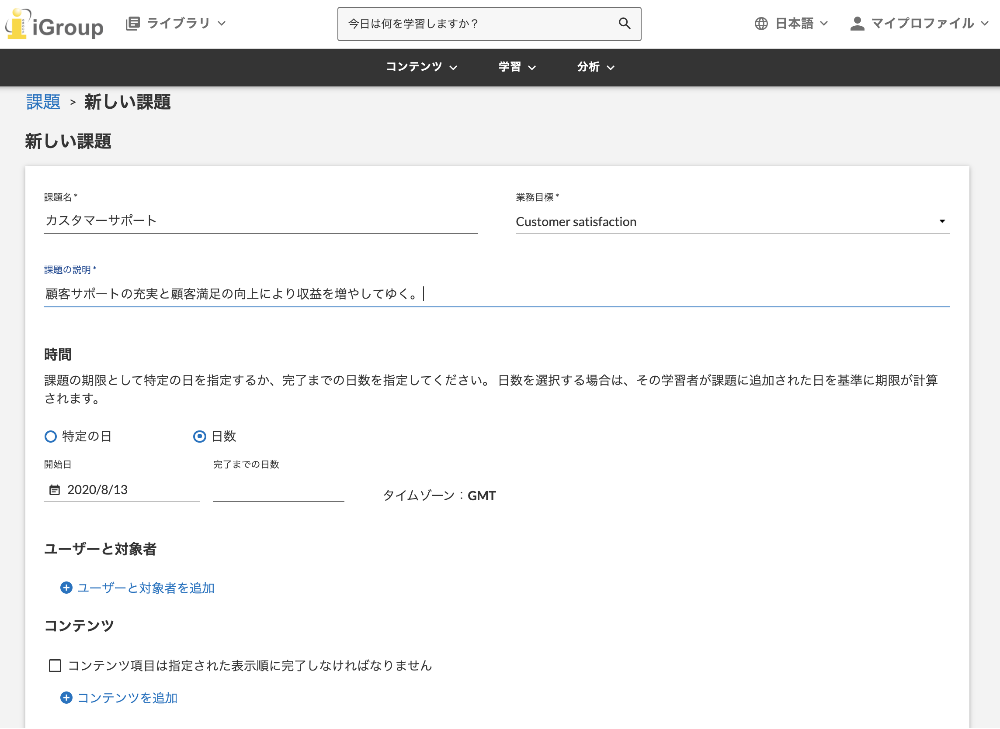 iGroup
GROUP
ライブラリ
今日は何を学習しますか？
日本語
マイプロファイル
コンテンツ
学習
分析
課題 > 新しい課題
新しい課題
課題名 *
カスタマーサポート
業務目標 *
Customer satisfaction
課題の説明 *
顧客サポートの充実と顧客満足の向上により収益を増やしてゆく。
時間
課題の期限として特定の日を指定するか、完了までの日数を指定してください。 日数を選択する場合は、その学習者が課題に追加された日を基準に期限が計算
されます。
特定の日
日数
開始日
完了までの日数
2020/8/13
タイムゾーン：GMT
ユーザーと対象者
ユーザーと対象者を追加
コンテンツ
コンテンツ項目は指定された表示順に完了しなければなりません
コンテンツを追加